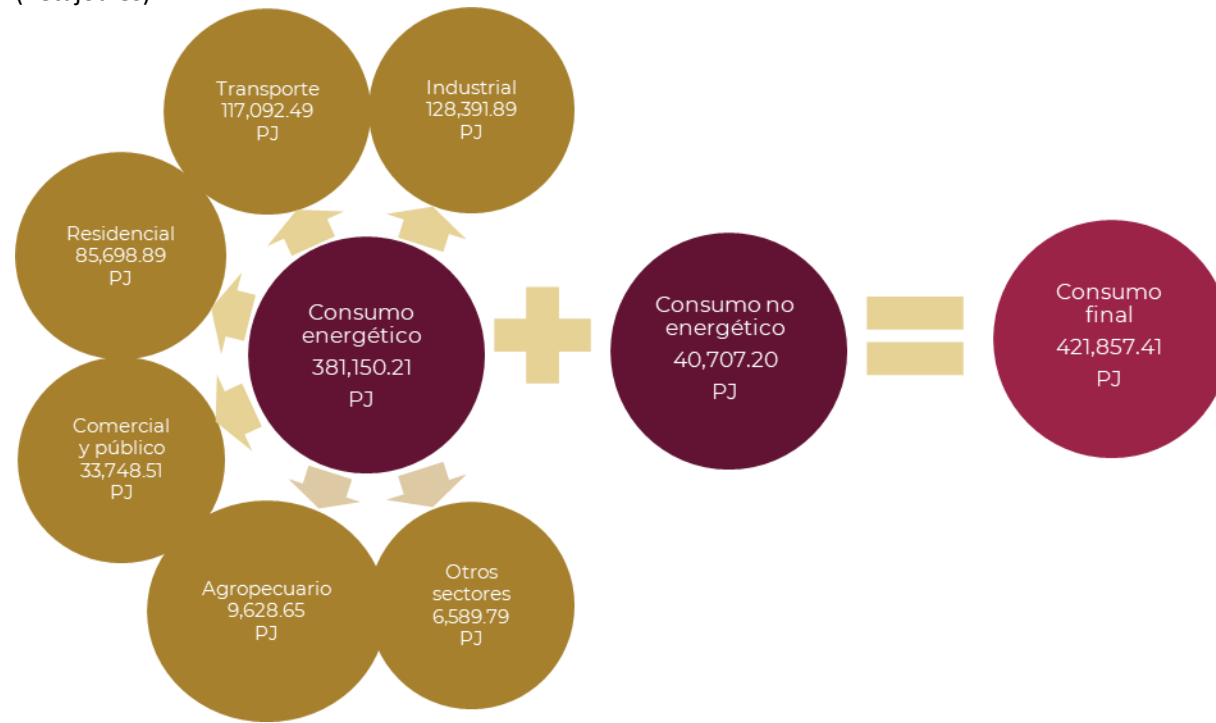 Transporte
117,092.49
PJ
Industrial
128,391.89
PJ
Residencial
85,698.89
PJ
Consumo
energético
381,150.21
PJ
Consumo no
energético
40,707.20
PJ
Consumo
final
421,857.41
PJ
Comercial
y público
33,748.51
PJ
Agropecuario
9,628.65
PJ
Otros
sectores
6,589.79
PJ